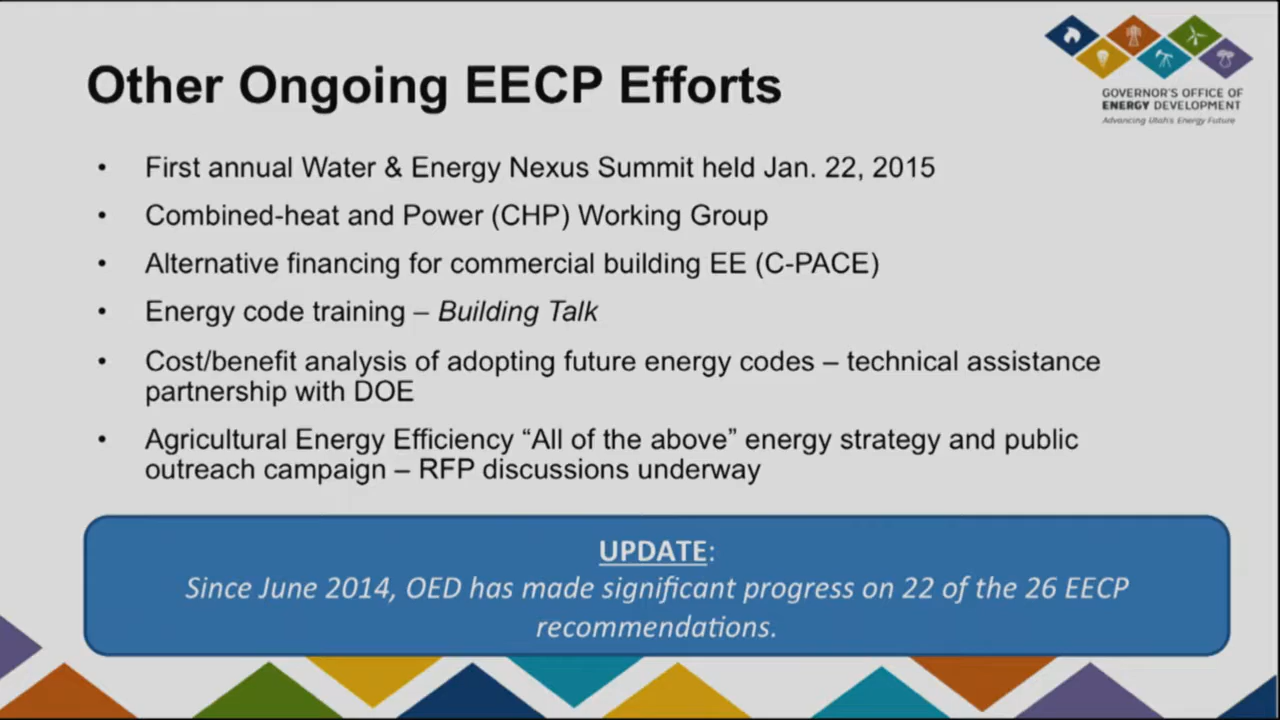 Other Ongoing EECP Efforts
GOVERNOR'S OFFICE OF
ENERGY DEVELOPMENT
Advancing Utah's Energy Future
• First annual Water & Energy Nexus Summit held Jan. 22, 2015
• Combined-heat and Power (CHP) Working Group
• Alternative financing for commercial building EE (C-PACE)
• Energy code training – Building Talk
• Cost/benefit analysis of adopting future energy codes – technical assistance
partnership with DOE
• Agricultural Energy Efficiency “All of the above” energy strategy and public
outreach campaign – RFP discussions underway
UPDATE:
Since June 2014, OED has made significant progress on 22 of the 26 EECP
recommendations.